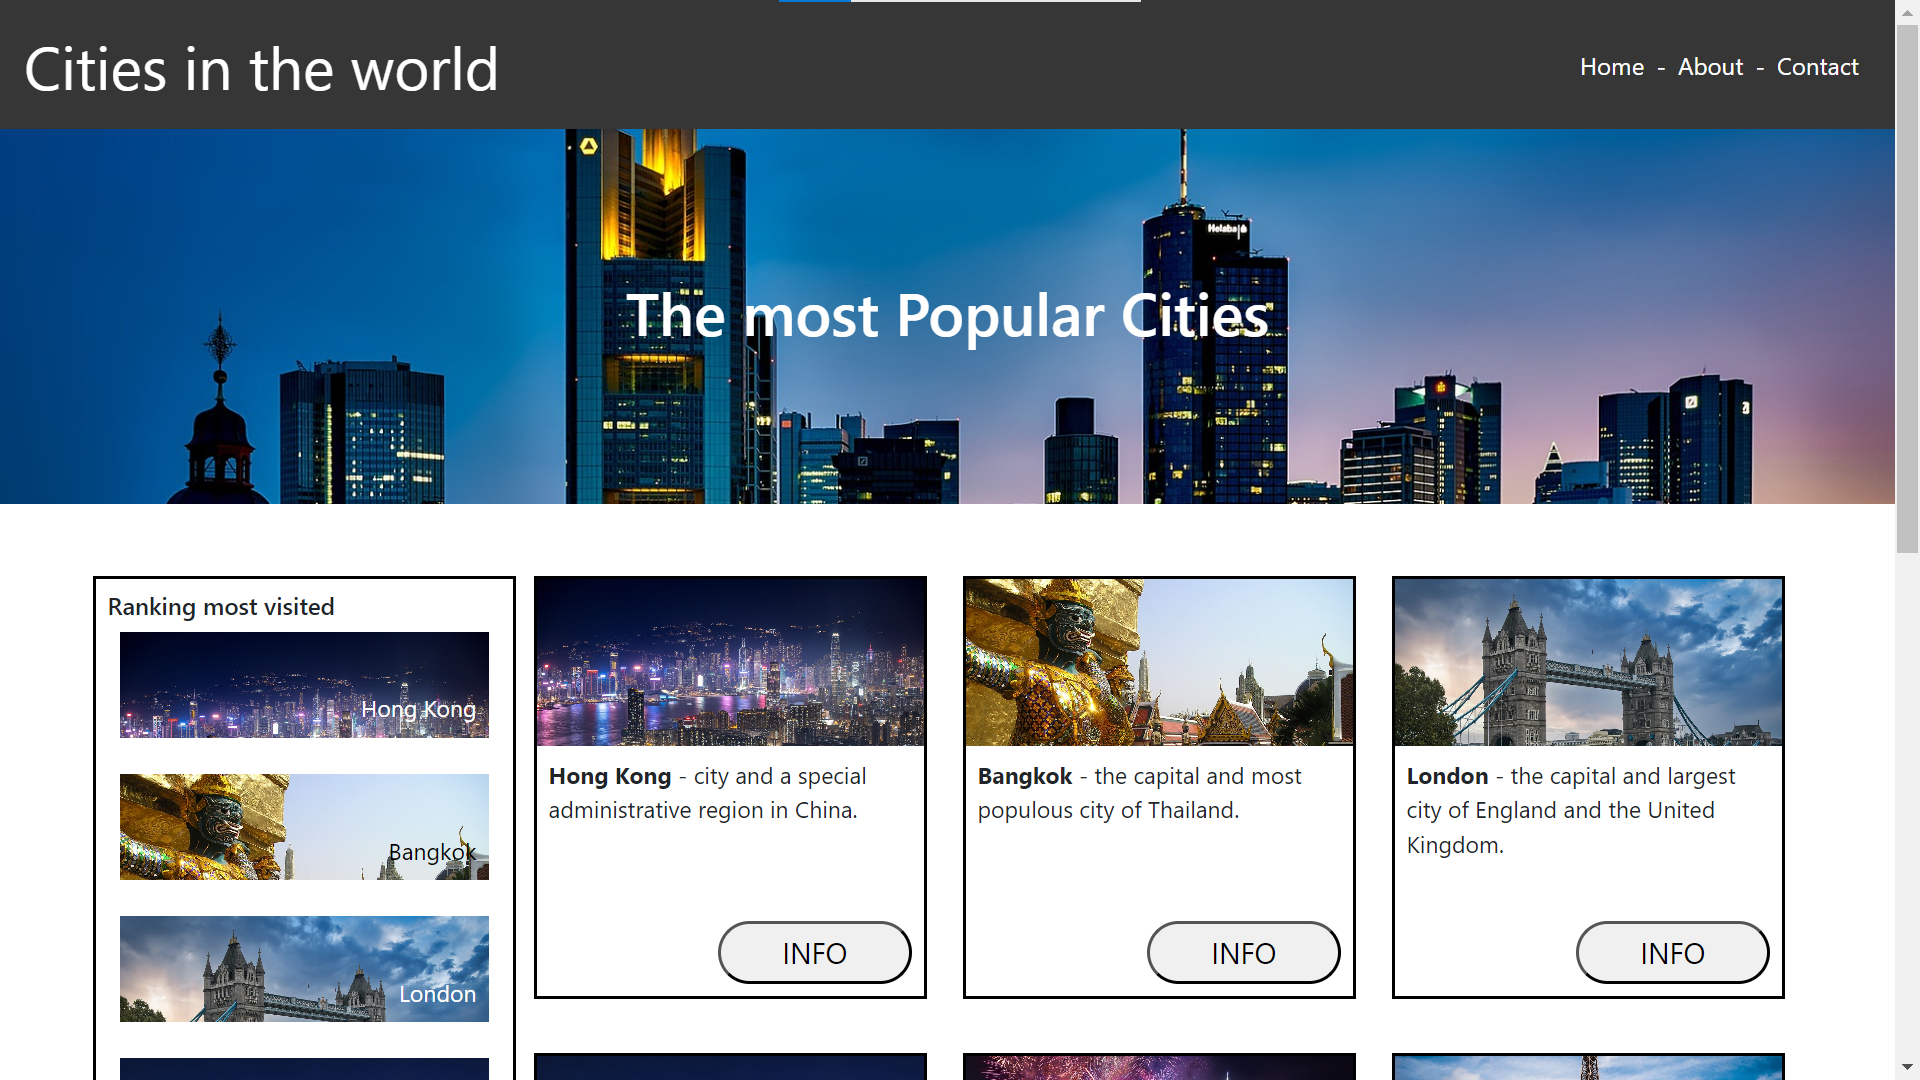 Cities in the world
Home - About - Contact
Helaba
The most Popular Cities
Ranking most visited
Hong Kong
Bangkok
London
Hong Kong - city and a special
administrative region in China.
INFO
Bangkok - the capital and most
populous city of Thailand.
INFO
London - the capital and largest
city of England and the United
Kingdom.
INFO